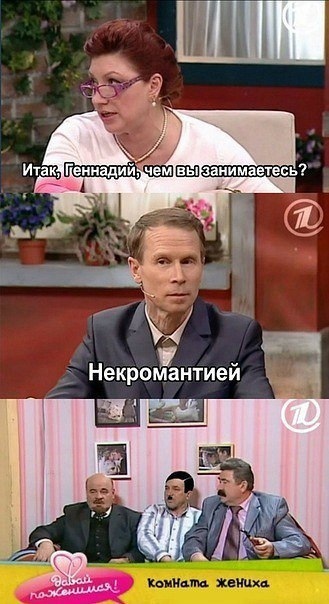 Итак, Геннадий, чем вы занимаетесь?
Некромантией
Давай
поженимся!
комната жениха